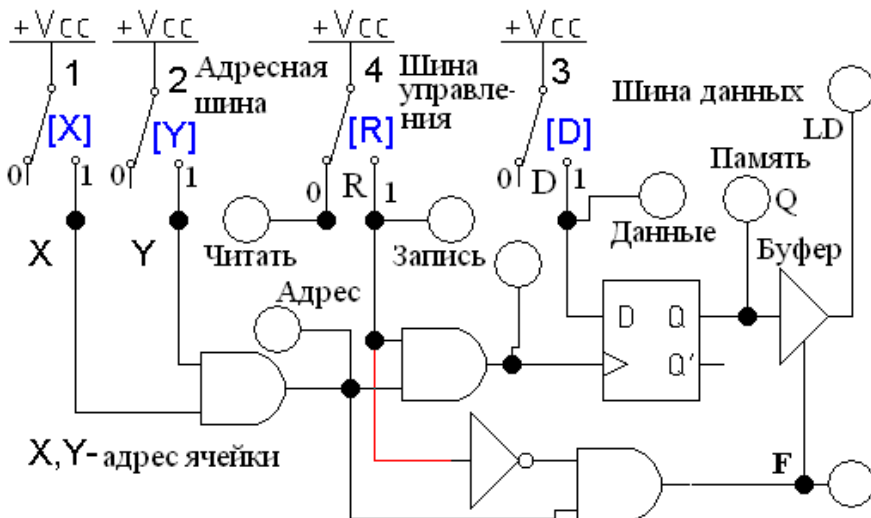 +Vcc +Vcc +Vcc +Vcc
1 2 4 3
Адресная
шина
Шина
управле-
ния
Шина данных
[X] [Y] [R] [D]
LD
0 1 0 1 0 R 1 0 D 1
Память
Q
X Y
Читать
Запись
Данные
Буфер
Адрес
D Q
Q'
X,Y-адрес ячейки
F